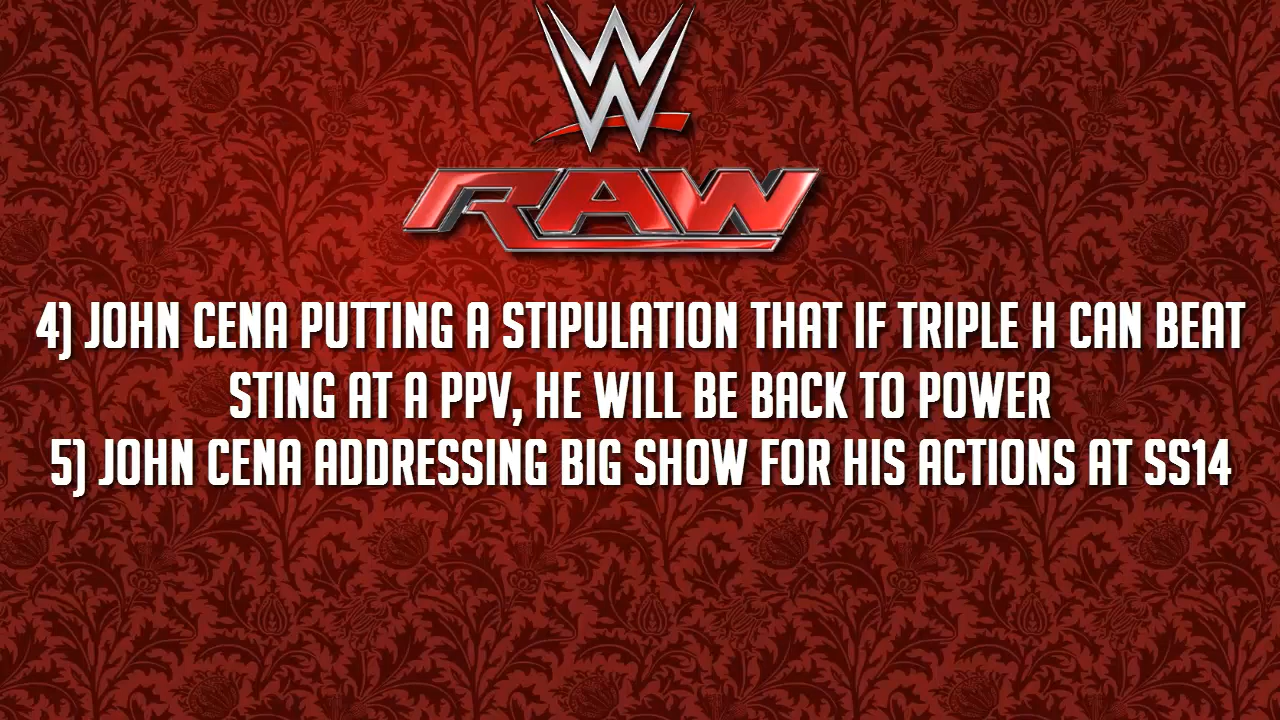 W
RAW
4) JOHN CENA PUTTING A STIPULATION THAT IF TRIPLE H CAN BEAT
STING AT A PPV, HE WILL BE BACK TO POWER
5) JOHN CENA ADDRESSING BIG SHOW FOR HIS ACTIONS AT SS14